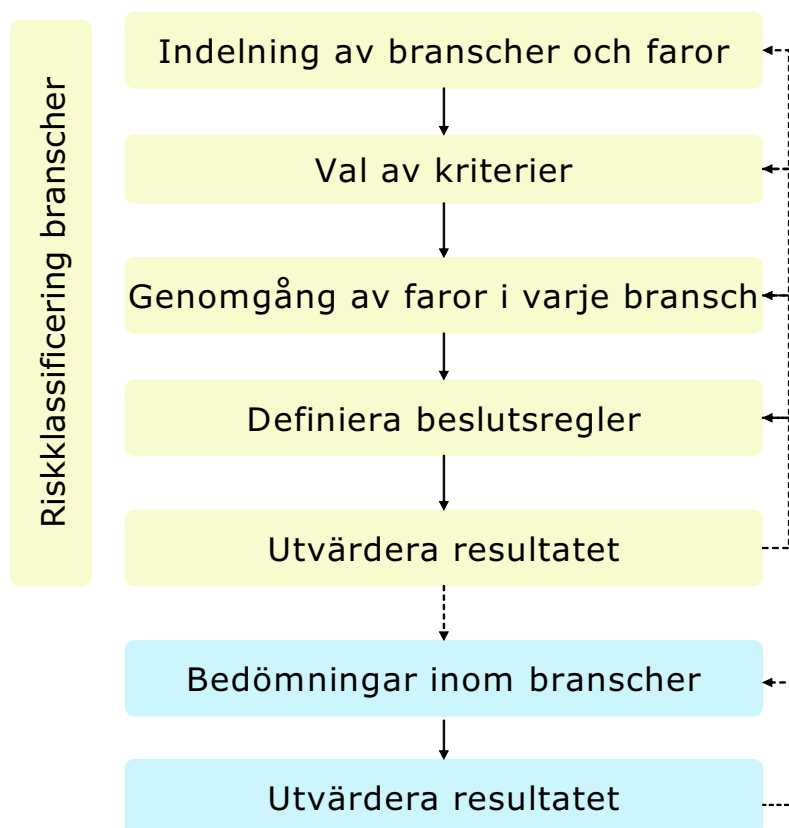 Riskklassificering branscher
Indelning av branscher och faror
Val av kriterier
Genomgång av faror i varje bransch
Definiera beslutsregler
Utvärdera resultatet
Bedömningar inom branscher
Utvärdera resultatet